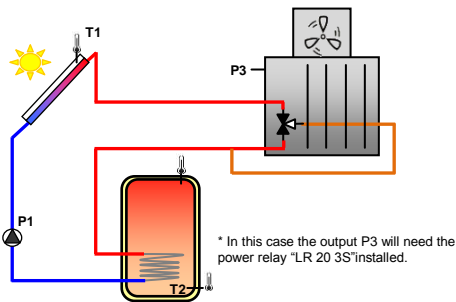 T1
P3
P1
* In this case the output P3 will need the
power relay “LR 20 3S”installed.
T2